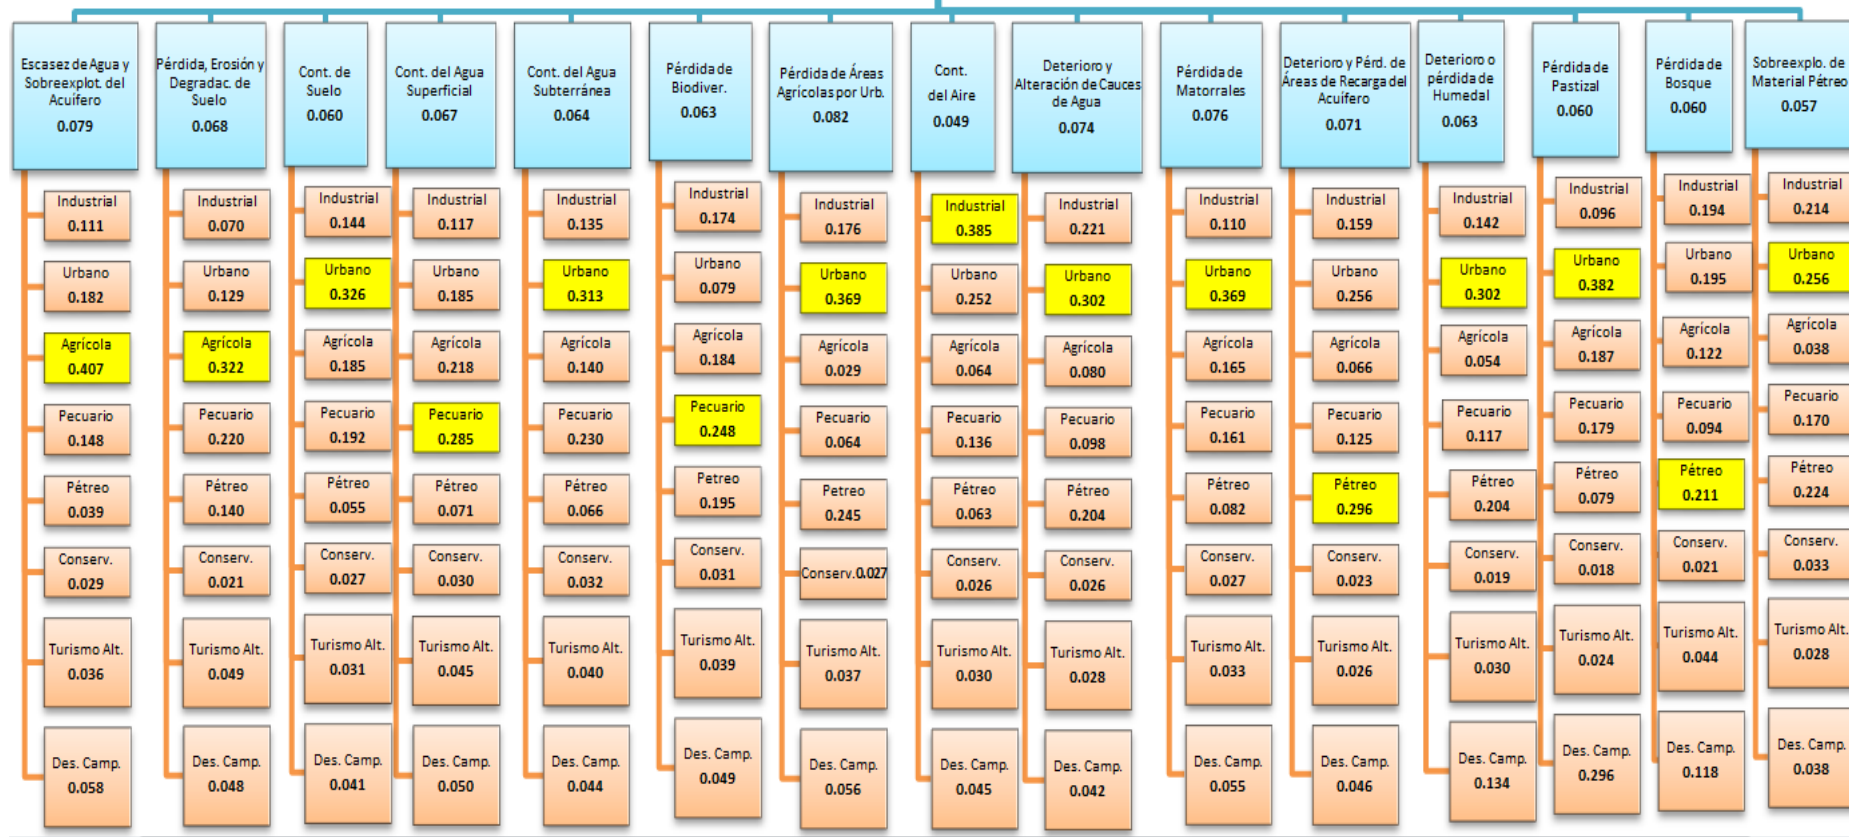 Escasez de Agua y
Sobreexplot. del
Acuífero
0.079
Industrial
0.111
Urbano
0.182
Agrícola
0.407
Pecuario
0.148
Pétreo
0.039
Conserv.
0.029
Turismo Alt.
0.036
Des. Camp.
0.058
Pérdida, Erosión y
Degradac. de
Suelo
0.068
Industrial
0.070
Urbano
0.129
Agrícola
0.322
Pecuario
0.220
Pétreo
0.140
Conserv.
0.021
Turismo Alt.
0.049
Des. Camp.
0.048
Cont. de
Suelo
0.060
Industrial
0.144
Urbano
0.326
Agrícola
0.185
Pecuario
0.192
Pétreo
0.055
Conserv.
0.027
Turismo Alt.
0.031
Des. Camp.
0.041
Cont. del Agua
Superficial
0.067
Industrial
0.117
Urbano
0.185
Agrícola
0.218
Pecuario
0.285
Pétreo
0.071
Conserv.
0.030
Turismo Alt.
0.045
Des. Camp.
0.050
Cont. del Agua
Subterránea
0.064
Industrial
0.135
Urbano
0.313
Agrícola
0.140
Pecuario
0.230
Pétreo
0.066
Conserv.
0.032
Turismo Alt.
0.040
Des. Camp.
0.044
Pérdida de
Biodiver.
0.063
Industrial
0.174
Urbano
0.079
Agrícola
0.184
Pecuario
0.248
Petreo
0.195
Conserv.
0.031
Turismo Alt.
0.039
Des. Camp.
0.049
Pérdida de Áreas
Agrícolas por Urb.
0.082
Industrial
0.176
Urbano
0.369
Agrícola
0.029
Pecuario
0.064
Petreo
0.245
Conserv. 0.027
Turismo Alt.
0.037
Des. Camp.
0.056
Cont.
del Aire
0.049
Industrial
0.385
Urbano
0.252
Agrícola
0.064
Pecuario
0.136
Pétreo
0.063
Conserv.
0.026
Turismo Alt.
0.030
Des. Camp.
0.045
Deterioro y
Alteración de Cauces
de Agua
0.074
Industrial
0.221
Urbano
0.302
Agrícola
0.080
Pecuario
0.098
Pétreo
0.204
Conserv.
0.026
Turismo Alt.
0.028
Des. Camp.
0.042
Pérdida de
Matorrales
0.076
Industrial
0.110
Urbano
0.369
Agrícola
0.165
Pecuario
0.161
Pétreo
0.082
Conserv.
0.027
Turismo Alt.
0.033
Des. Camp.
0.055
Deterioro y Pérd. de
Áreas de Recarga del
Acuífero
0.071
Industrial
0.159
Urbano
0.256
Agrícola
0.066
Pecuario
0.125
Pétreo
0.296
Conserv.
0.023
Turismo Alt.
0.026
Des. Camp.
0.046
Deterioro o
pérdida de
Humedal
0.063
Industrial
0.142
Urbano
0.302
Agrícola
0.054
Pecuario
0.117
Pétreo
0.204
Conserv.
0.019
Turismo Alt.
0.030
Des. Camp.
0.134
Pérdida de
Pastizal
0.060
Industrial
0.096
Urbano
0.382
Agrícola
0.187
Pecuario
0.179
Pétreo
0.079
Conserv.
0.018
Turismo Alt.
0.024
Des. Camp.
0.296
Pérdida de
Bosque
0.060
Industrial
0.194
Urbano
0.195
Agrícola
0.122
Pecuario
0.094
Pétreo
0.211
Conserv.
0.021
Turismo Alt.
0.044
Des. Camp.
0.118
Sobreexplo. de
Material Pétreo
0.057
Industrial
0.214
Urbano
0.256
Agrícola
0.038
Pecuario
0.170
Pétreo
0.224
Conserv.
0.033
Turismo Alt.
0.028
Des. Camp.
0.038